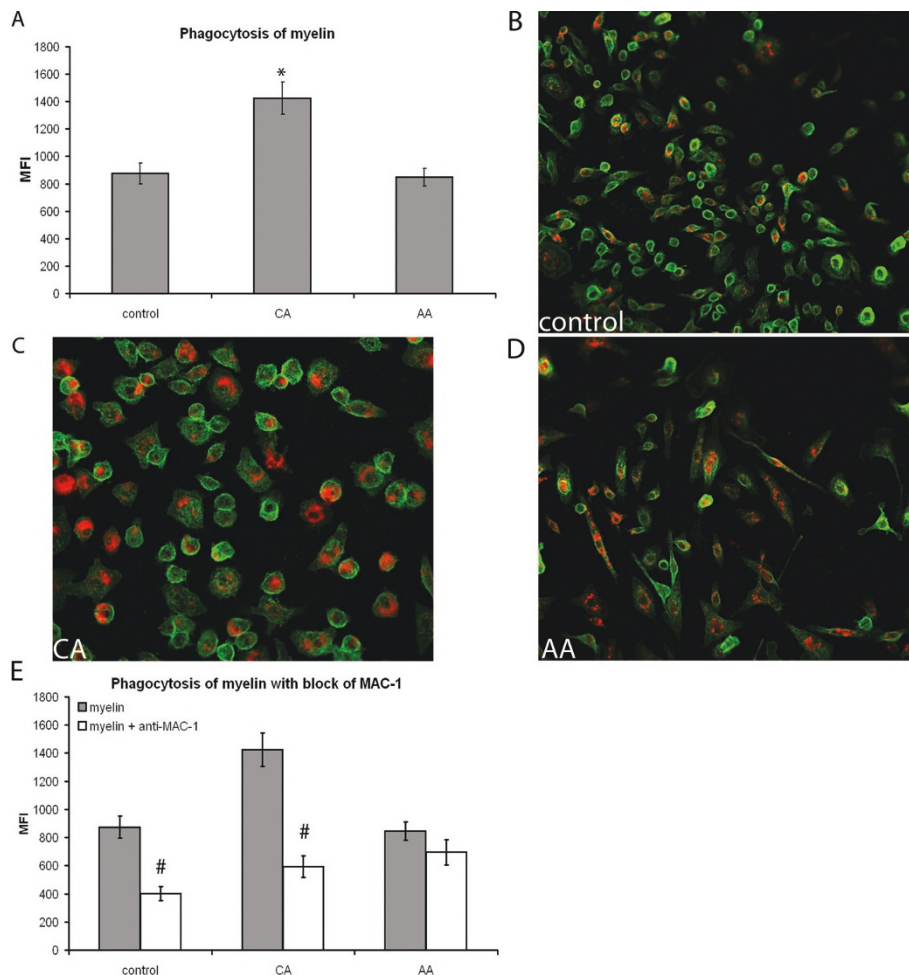 A
Phagocytosis of myelin
1800
1600
1400
1200
1000
800
600
400
200
0
MFI
*
control
CA
AA
B
control
C
CA
D
AA
E
Phagocytosis of myelin with block of MAC-1
1800
1600
1400
1200
1000
800
600
400
200
0
MFI
myelin
myelin + anti-MAC-1
#
#
control
CA
AA